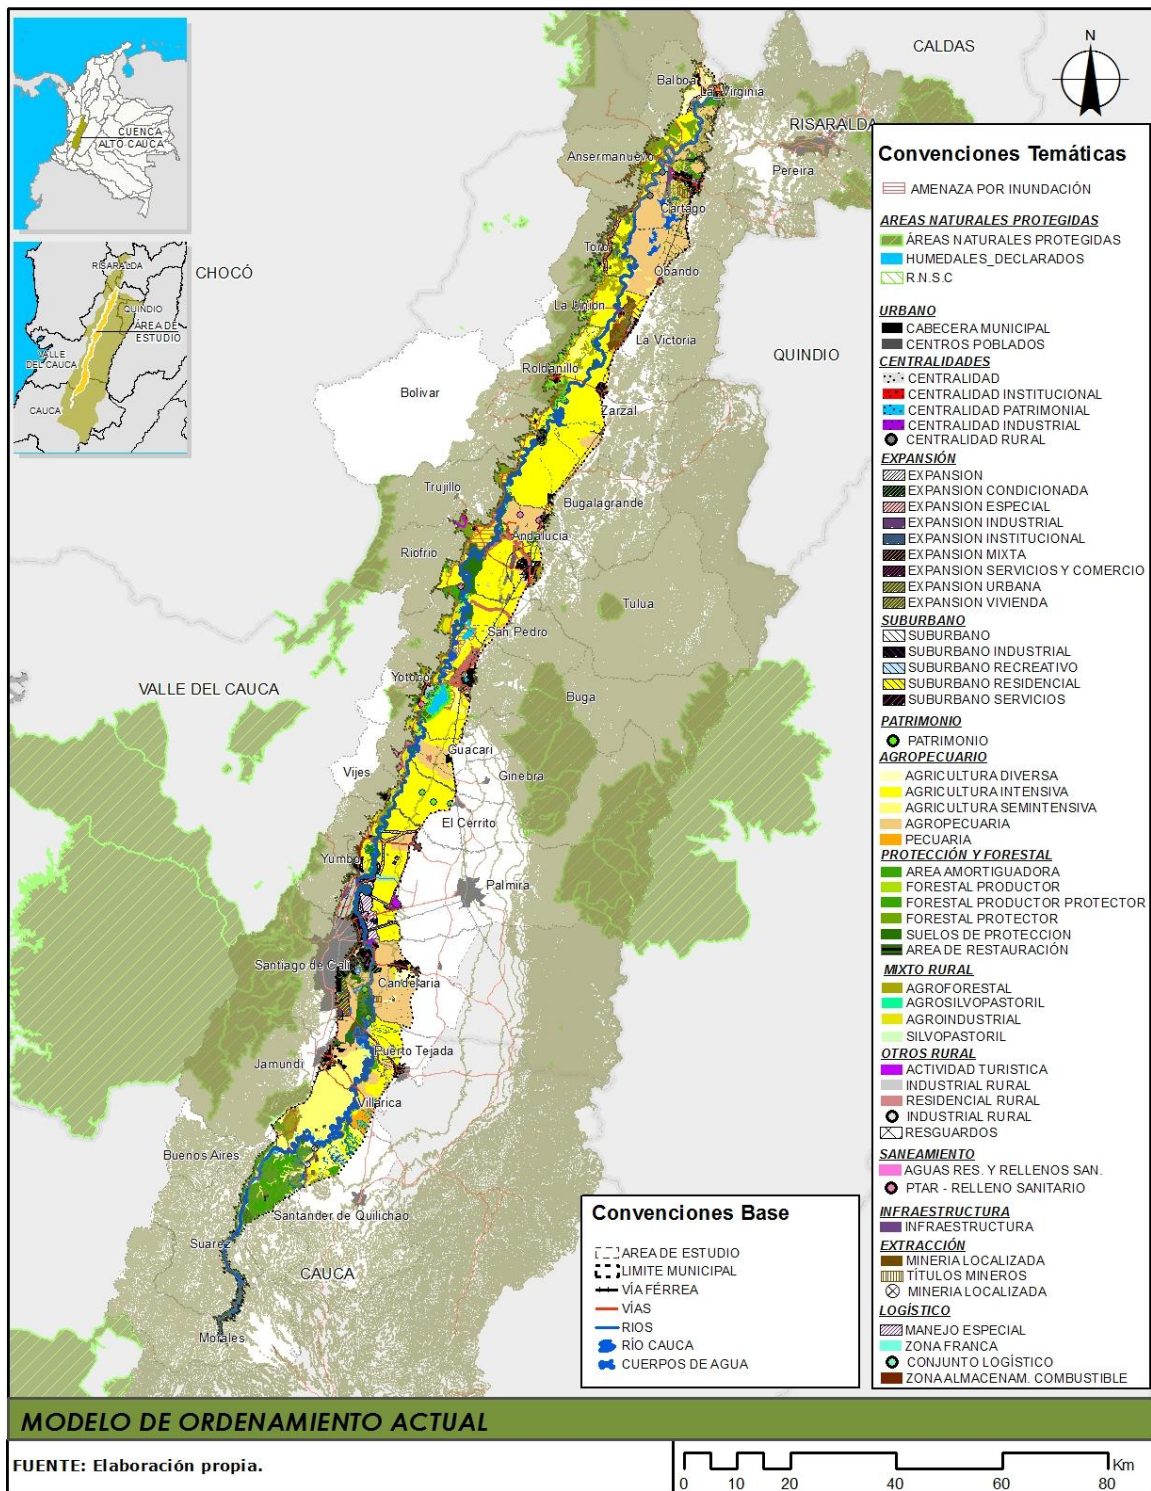 CUENCA
ALTO CAUCA
RISARALDA
QUINDIO
ÁREA DE
ESTUDIO
VALLE
DEL CAUCA
CAUCA
N
CALDAS
Balboa
La_Virginia
RISARALDA
Ansermanuevo
Pereira
Cartago
Toro
CHOCÓ
Obando
La Unión
La Victoria
QUINDIO
Roldanillo
Bolivar
Zarzal
Trujillo
Bugalagrande
Andalucia
Riofrio
Tulua
San Pedro
Yotoco
VALLE DEL CAUCA
Buga
Guacari
Vijes
Ginebra
El Cerrito
Yumbo
Palmira
Santiago de Cali
Candelaria
Puerto Tejada
Jamundi
Villarica
Buenos Aires
Santander de Quilichao
Suarez
CAUCA
Morales
Convenciones Temáticas
AMENAZA POR INUNDACIÓN
AREAS NATURALES PROTEGIDAS
ÁREAS NATURALES PROTEGIDAS
HUMEDALES_DECLARADOS
R.N.S.C
URBANO
CABECERA MUNICIPAL
CENTROS POBLADOS
CENTRALIDADES
CENTRALIDAD
CENTRALIDAD INSTITUCIONAL
CENTRALIDAD PATRIMONIAL
CENTRALIDAD INDUSTRIAL
CENTRALIDAD RURAL
EXPANSIÓN
EXPANSION
EXPANSION CONDICIONADA
EXPANSION ESPECIAL
EXPANSION INDUSTRIAL
EXPANSION INSTITUCIONAL
EXPANSION MIXTA
EXPANSION SERVICIOS Y COMERCIO
EXPANSION URBANA
EXPANSION VIVIENDA
SUBURBANO
SUBURBANO
SUBURBANO INDUSTRIAL
SUBURBANO RECREATIVO
SUBURBANO RESIDENCIAL
SUBURBANO SERVICIOS
PATRIMONIO
PATRIMONIO
AGROPECUARIO
AGRICULTURA DIVERSA
AGRICULTURA INTENSIVA
AGRICULTURA SEMINTENSIVA
AGROPECUARIA
PECUARIA
PROTECCIÓN Y FORESTAL
AREA AMORTIGUADORA
FORESTAL PRODUCTOR
FORESTAL PRODUCTOR PROTECTOR
FORESTAL PROTECTOR
SUELOS DE PROTECCION
AREA DE RESTAURACIÓN
MIXTO RURAL
AGROFORESTAL
AGROSILVOPASTORIL
AGROINDUSTRIAL
SILVOPASTORIL
OTROS RURAL
ACTIVIDAD TURISTICA
INDUSTRIAL RURAL
RESIDENCIAL RURAL
INDUSTRIAL RURAL
RESGUARDOS
SANEAMIENTO
AGUAS RES. Y RELLENOS SAN.
PTAR - RELLENO SANITARIO
INFRAESTRUCTURA
INFRAESTRUCTURA
EXTRACCIÓN
MINERIA LOCALIZADA
TÍTULOS MINEROS
MINERIA LOCALIZADA
LOGÍSTICO
MANEJO ESPECIAL
ZONA FRANCA
CONJUNTO LOGÍSTICO
ZONA ALMACENAM. COMBUSTIBLE
Convenciones Base
AREA DE ESTUDIO
LIMITE MUNICIPAL
VÍA FÉRREA
VÍAS
RIOS
RÍO CAUCA
CUERPOS DE AGUA
MODELO DE ORDENAMIENTO ACTUAL
FUENTE: Elaboración propia.
0 10 20 40 60 80 Km